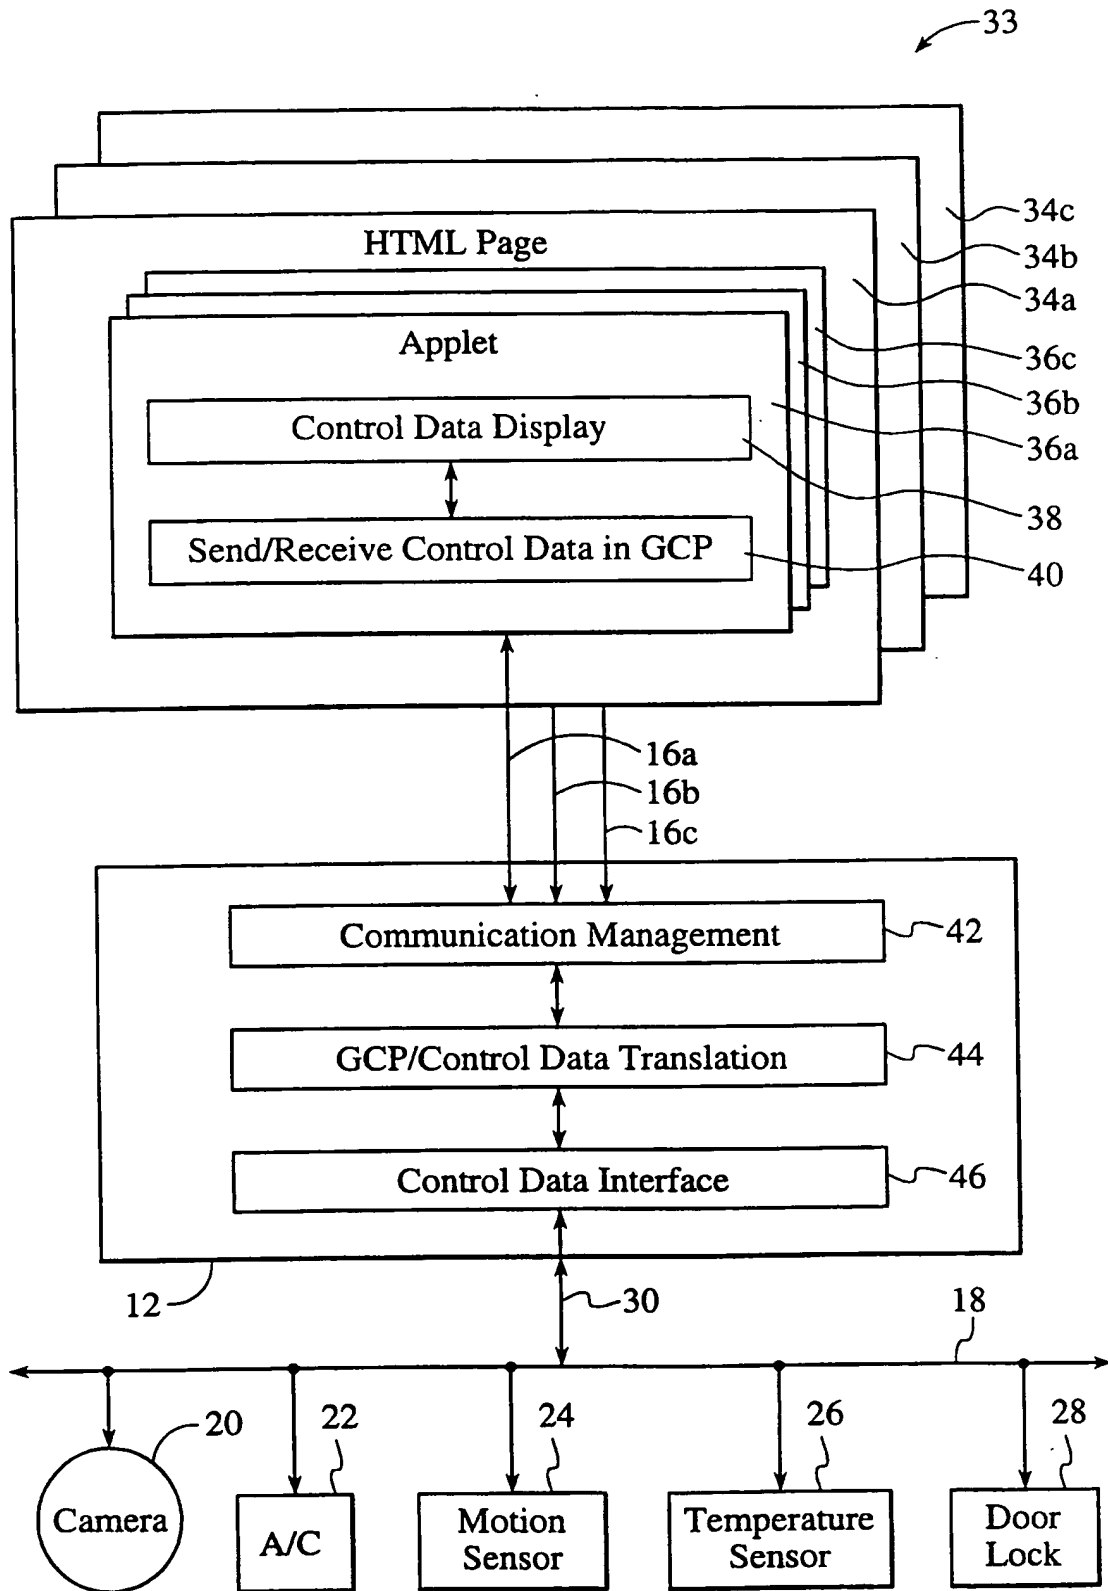 33
HTML Page
34c
34b
34a
Applet
36c
36b
36a
Control Data Display
38
Send/Receive Control Data in GCP
40
16a
16b
16c
Communication Management
42
GCP/Control Data Translation
44
Control Data Interface
46
12
30
18
20
22
24
26
28
Camera
A/C
Motion
Sensor
Temperature
Sensor
Door
Lock